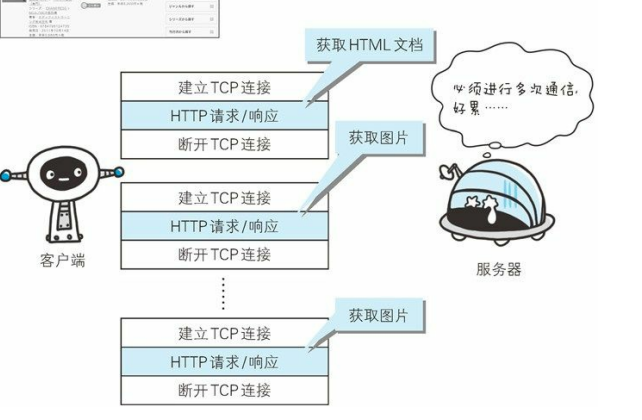 获取HTML文档
建立TCP连接
HTTP请求/响应
断开TCP连接
必须进行多次通信，
好累……
获取图片
建立TCP连接
HTTP请求/响应
断开TCP连接
客户端
服务器
获取图片
建立TCP连接
HTTP请求/响应
断开TCP连接